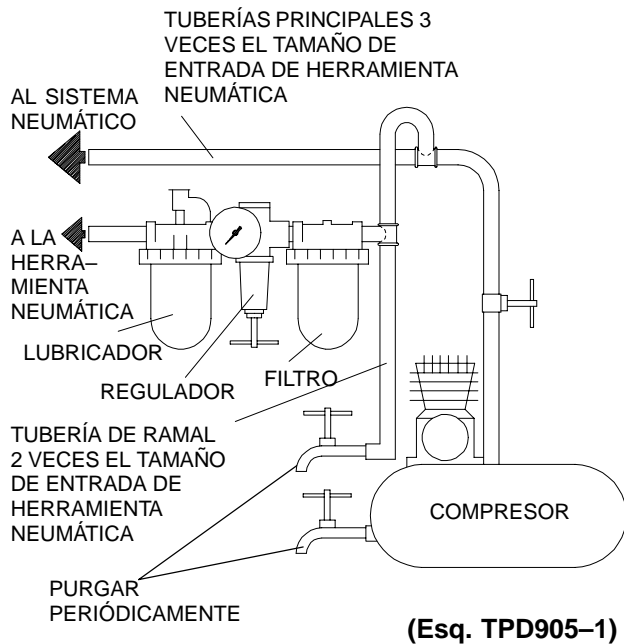 TUBERÍAS PRINCIPALES 3
VECES EL TAMAÑO DE
ENTRADA DE HERRAMIENTA
NEUMÁTICA
AL SISTEMA
NEUMÁTICO
A LA
HERRA–
MIENTA
NEUMÁTICA
LUBRICADOR
REGULADOR
FILTRO
TUBERÍA DE RAMAL
2 VECES EL TAMAÑO
DE ENTRADA DE
HERRAMIENTA
NEUMÁTICA
COMPRESOR
PURGAR
PERIÓDICAMENTE
(Esq. TPD905–1)